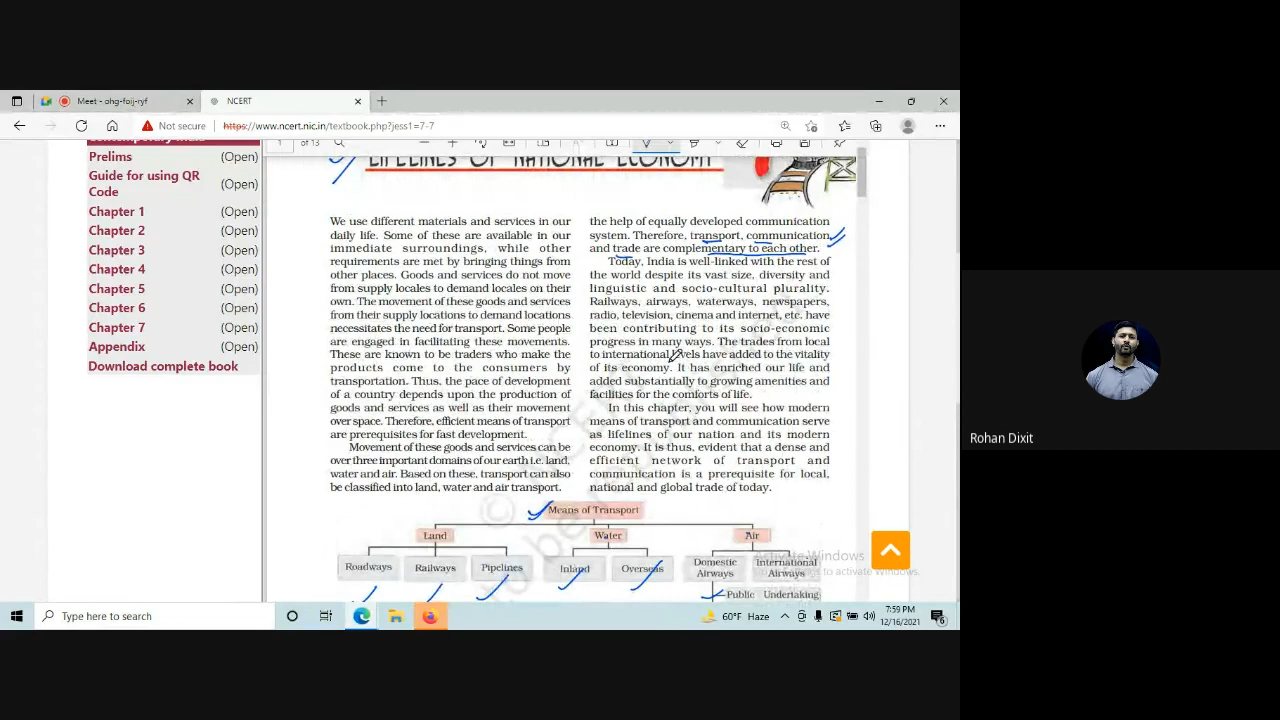 Meet - ohg-foij-ryf
NCERT
Not secure
https://www.ncert.nic.in/textbook.php?jess1=7-7
1 of 13
Prelims (Open)
Guide for using QR Code (Open)
Chapter 1 (Open)
Chapter 2 (Open)
Chapter 3 (Open)
Chapter 4 (Open)
Chapter 5 (Open)
Chapter 6 (Open)
Chapter 7 (Open)
Appendix (Open)
Download complete book
LIFELINES OF NATIONAL ECONOMY
We use different materials and services in our
daily life. Some of these are available in our
immediate surroundings, while other
requirements are met by bringing things from
other places. Goods and services do not move
from supply locales to demand locales on their
own. The movement of these goods and services
from their supply locations to demand locations
necessitates the need for transport. Some people
are engaged in facilitating these movements.
These are known to be traders who make the
products come to the consumers by
transportation. Thus, the pace of development
of a country depends upon the production of
goods and services as well as their movement
over space. Therefore, efficient means of transport
are prerequisites for fast development.
Movement of these goods and services can be
over three important domains of our earth i.e. land,
water and air. Based on these, transport can also
be classified into land, water and air transport.
the help of equally developed communication
system. Therefore, transport, communication
and trade are complementary to each other.
Today, India is well-linked with the rest of
the world despite its vast size, diversity and
linguistic and socio-cultural plurality.
Railways, airways, waterways, newspapers,
radio, television, cinema and internet, etc. have
been contributing to its socio-economic
progress in many ways. The trades from local
to international levels have added to the vitality
of its economy. It has enriched our life and
added substantially to growing amenities and
facilities for the comforts of life.
In this chapter, you will see how modern
means of transport and communication serve
as lifelines of our nation and its modern
economy. It is thus, evident that a dense and
efficient network of transport and
communication is a prerequisite for local,
national and global trade of today.
Means of Transport
Land Water Air
Roadways Railways Pipelines Inland Overseas Domestic Airways International Airways
Public Undertaking
Activate Windows
Type here to search
60°F Haze
7:59 PM
12/16/2021
6
Rohan Dixit